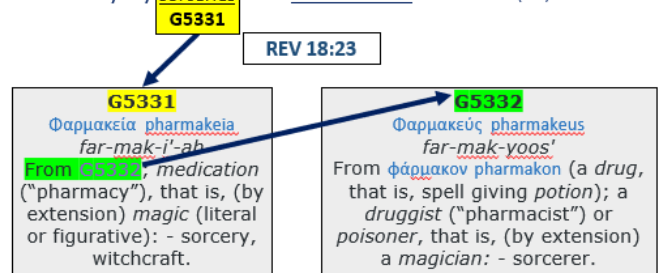 G5331
REV 18:23
G5331
Φαρμακεία pharmakeia
far-mak-i'-ah
From G5332; medication
("pharmacy"), that is, (by
extension) magic (literal
or figurative): - sorcery,
witchcraft.
G5332
Φαρμακεύς pharmakeus
far-mak-yoos'
From φάρμακον pharmakon (a drug,
that is, spell giving potion); a
druggist ("pharmacist") or
poisoner, that is, (by extension)
a magician: - sorcerer.